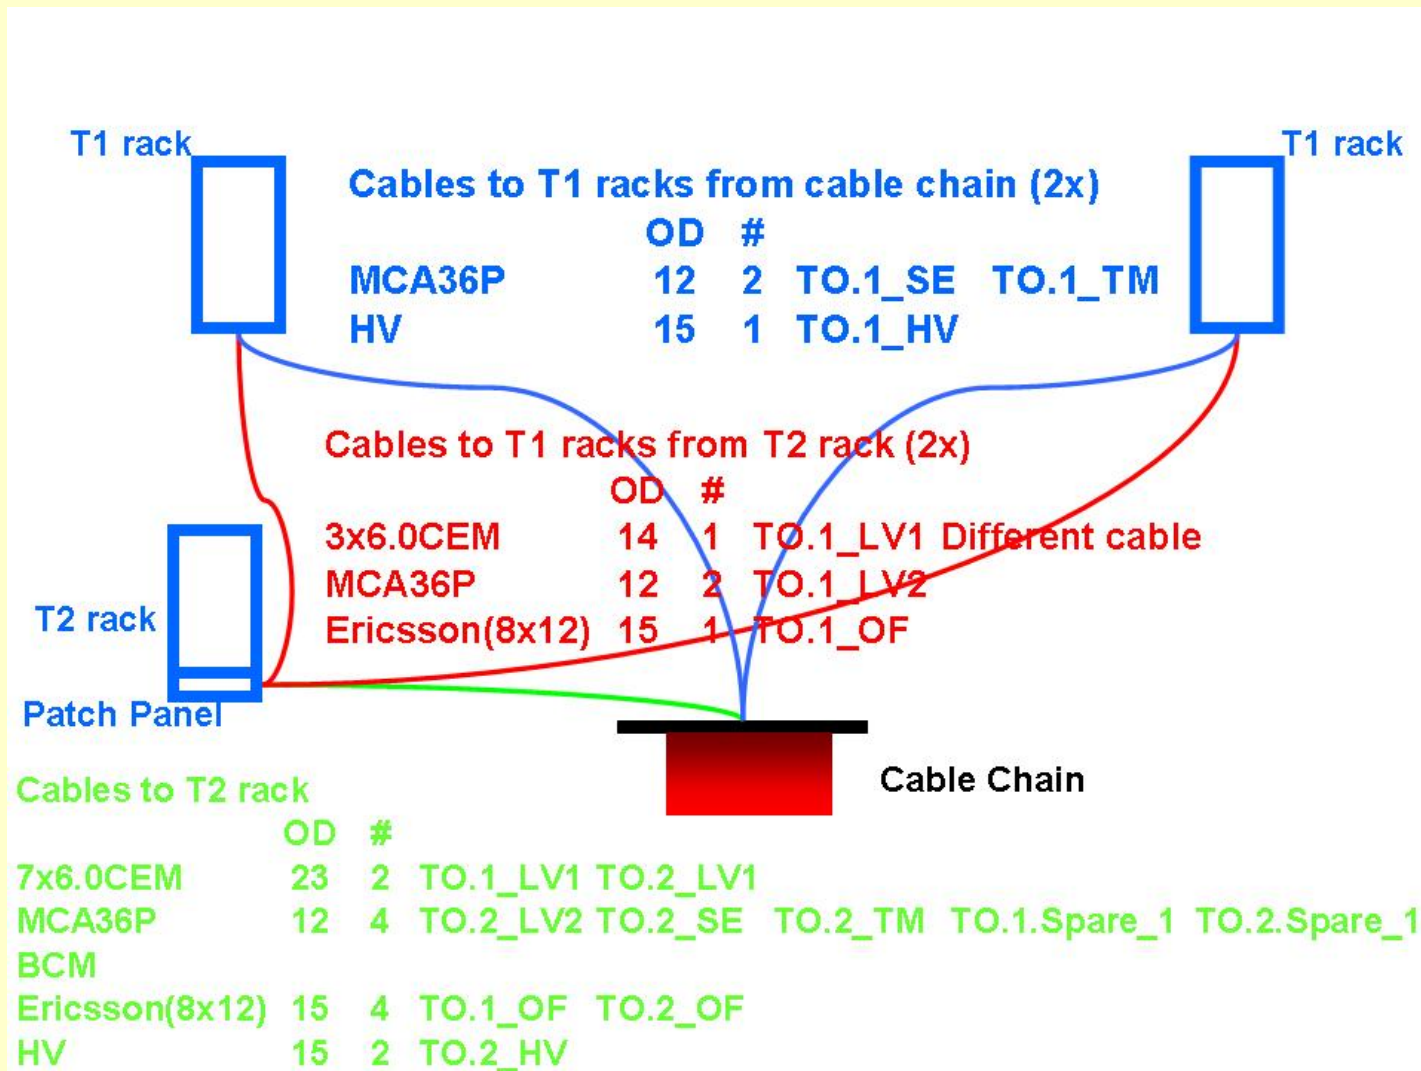 T1 rack
T1 rack
Cables to T1 racks from cable chain (2x)
OD #
MCA36P 12 2 TO.1_SE TO.1_TM
HV 15 1 TO.1_HV
Cables to T1 racks from T2 rack (2x)
OD #
3x6.0CEM 14 1 TO.1_LV1 Different cable
MCA36P 12 2 TO.1_LV2
Ericsson(8x12) 15 1 TO.1_OF
T2 rack
Patch Panel
Cable Chain
Cables to T2 rack
OD #
7x6.0CEM 23 2 TO.1_LV1 TO.2_LV1
MCA36P 12 4 TO.2_LV2 TO.2_SE TO.2_TM TO.1.Spare_1 TO.2.Spare_1
BCM
Ericsson(8x12) 15 4 TO.1_OF TO.2_OF
HV 15 2 TO.2_HV